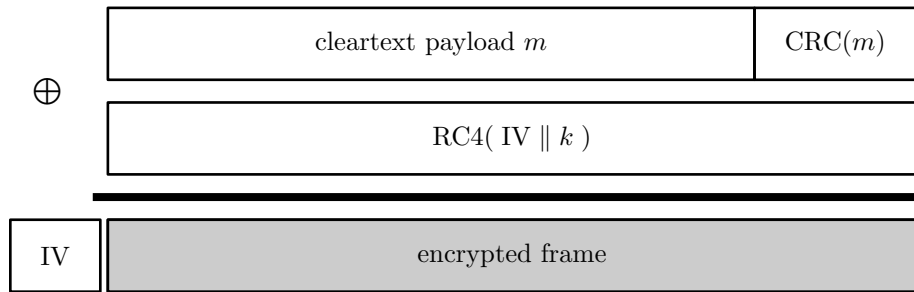 cleartext payload m
CRC(m)
⊕
RC4( IV ∥ k )
IV
encrypted frame